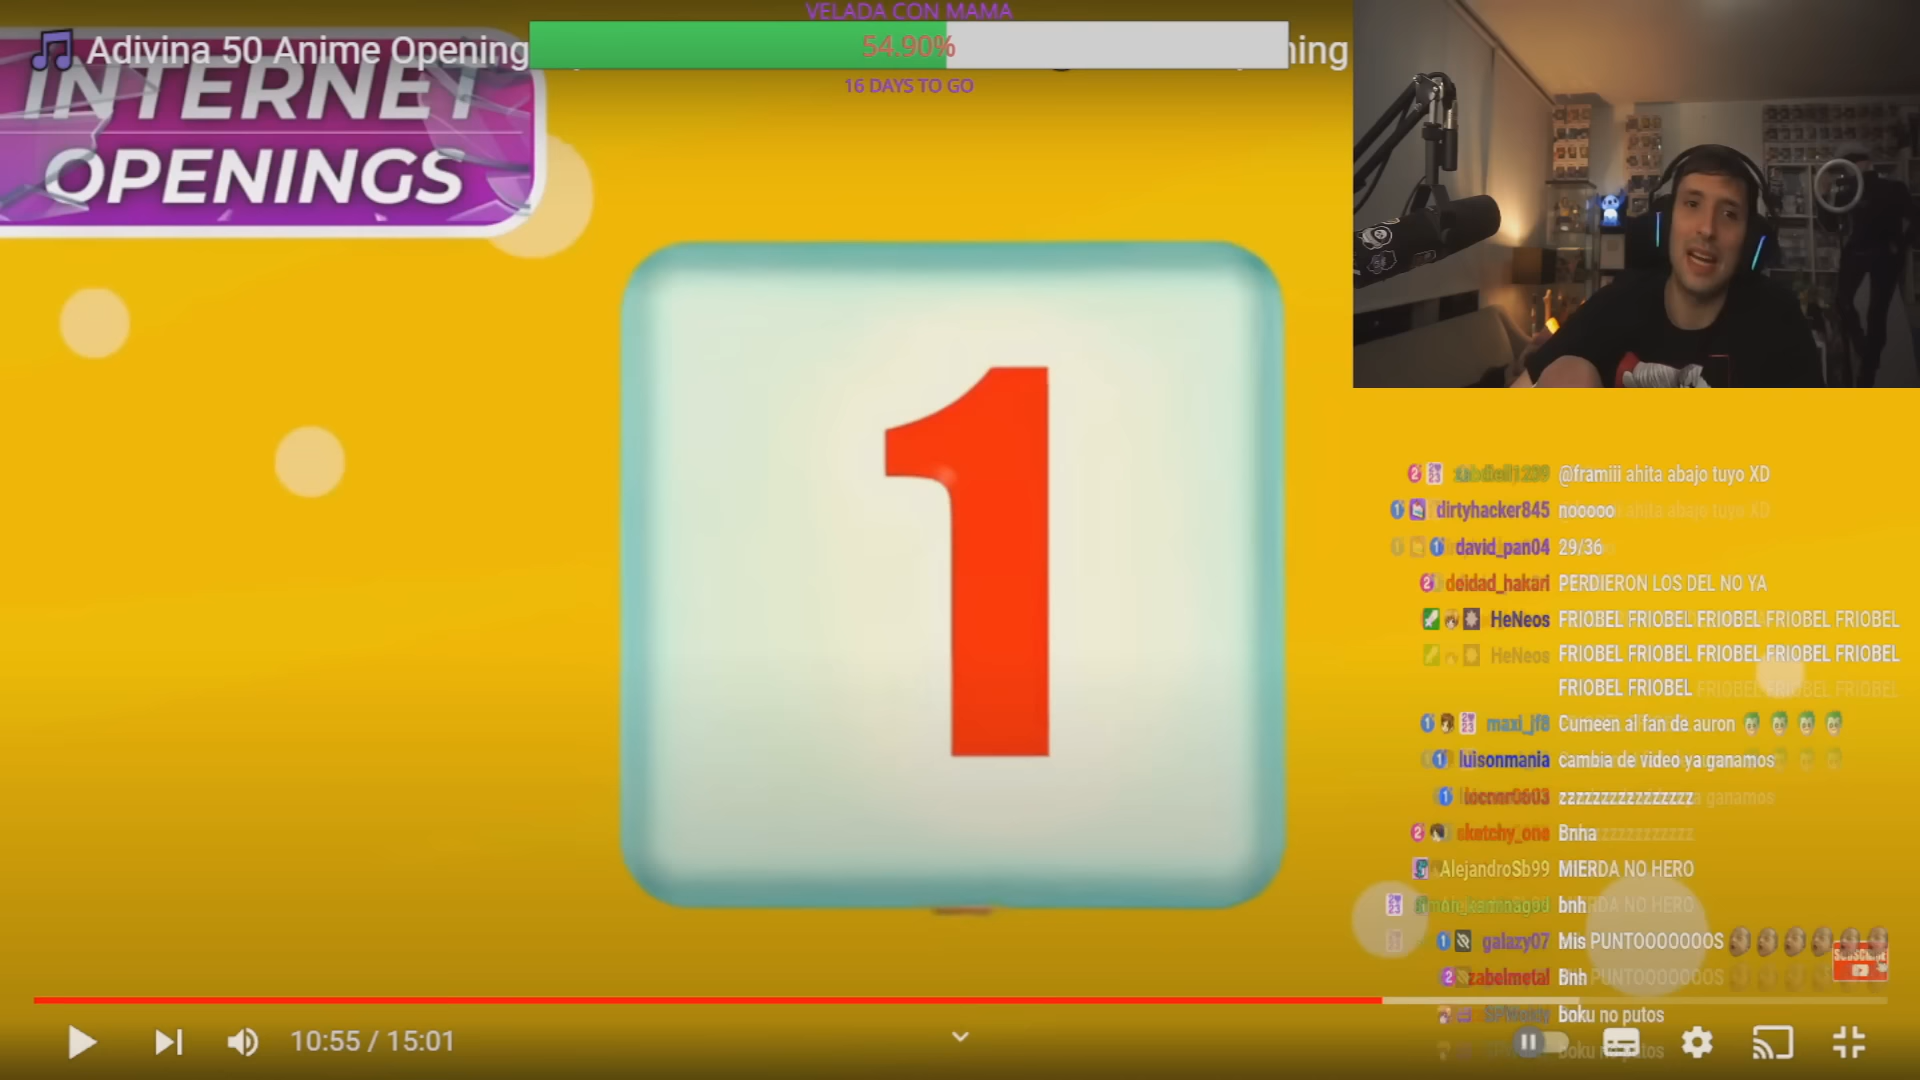 VELADA CON MAMA
Adivina 50 Anime Opening
54.90%
ning
16 DAYS TO GO
INTERNET
OPENINGS
1
@framiii ahita abajo tuyo XD
dirtyhacker845 nooooo
david_pan04 29/36
deidad_hakari PERDIERON LOS DEL NO YA
HeNeos FRIOBEL FRIOBEL FRIOBEL FRIOBEL FRIOBEL
HeNeos FRIOBEL FRIOBEL FRIOBEL FRIOBEL FRIOBEL
FRIOBEL FRIOBEL
maxi_jf8 Cumeen al fan de auron
luisonmania cambia de video ya ganamos
zzzzzzzzzzzzzzzzz
sketchy_one Bnha
AlejandroSb99 MIERDA NO HERO
bnh
galazy07 Mis PUNTOOOOOOOS
SUBSCRIBE
zabelmetal Bnh
boku no putos
10:55 / 15:01